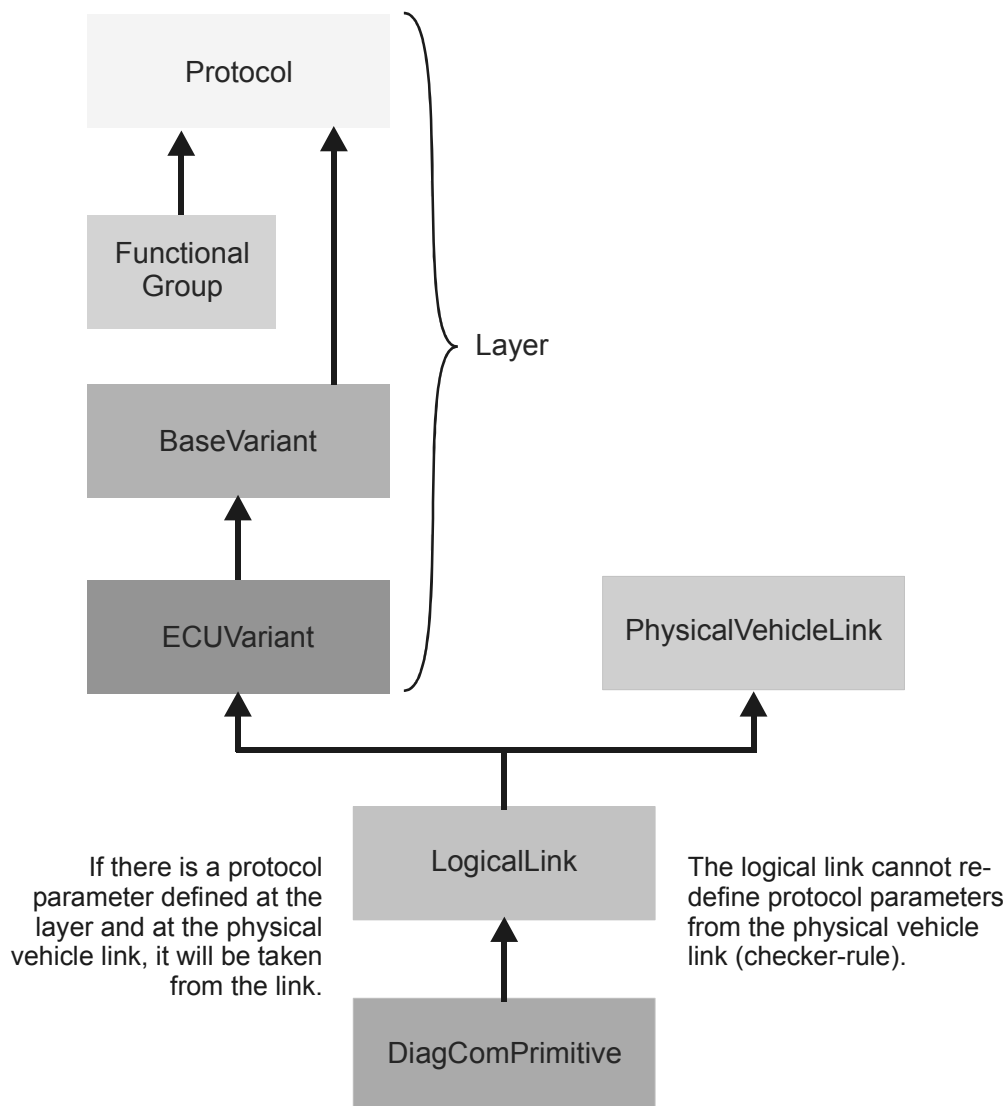 Protocol
Functional
Group
Layer
BaseVariant
ECUVariant
PhysicalVehicleLink
LogicalLink
If there is a protocol
parameter defined at the
layer and at the physical
vehicle link, it will be taken
from the link.
The logical link cannot re-
define protocol parameters
from the physical vehicle
link (checker-rule).
DiagComPrimitive